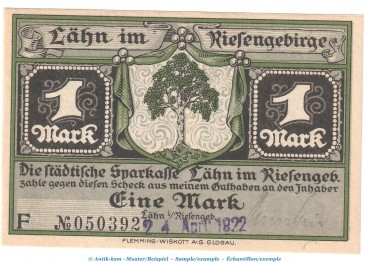 Lähn im Riesengebirge
1 Mark
1 Mark
Die städtische Sparkasse Lähn im Riesengeb.
zahle gegen diesen Scheck aus meinem Guthaben an den Inhaber
Eine Mark
Lähn i/Riesengeb.
F №050392 24 April 1922
FLEMMING-WISKOTT A:G. GLOGAU.
© Antik-kom - Muster/Beispiel - Sample/exemple - Échantillon/exemple